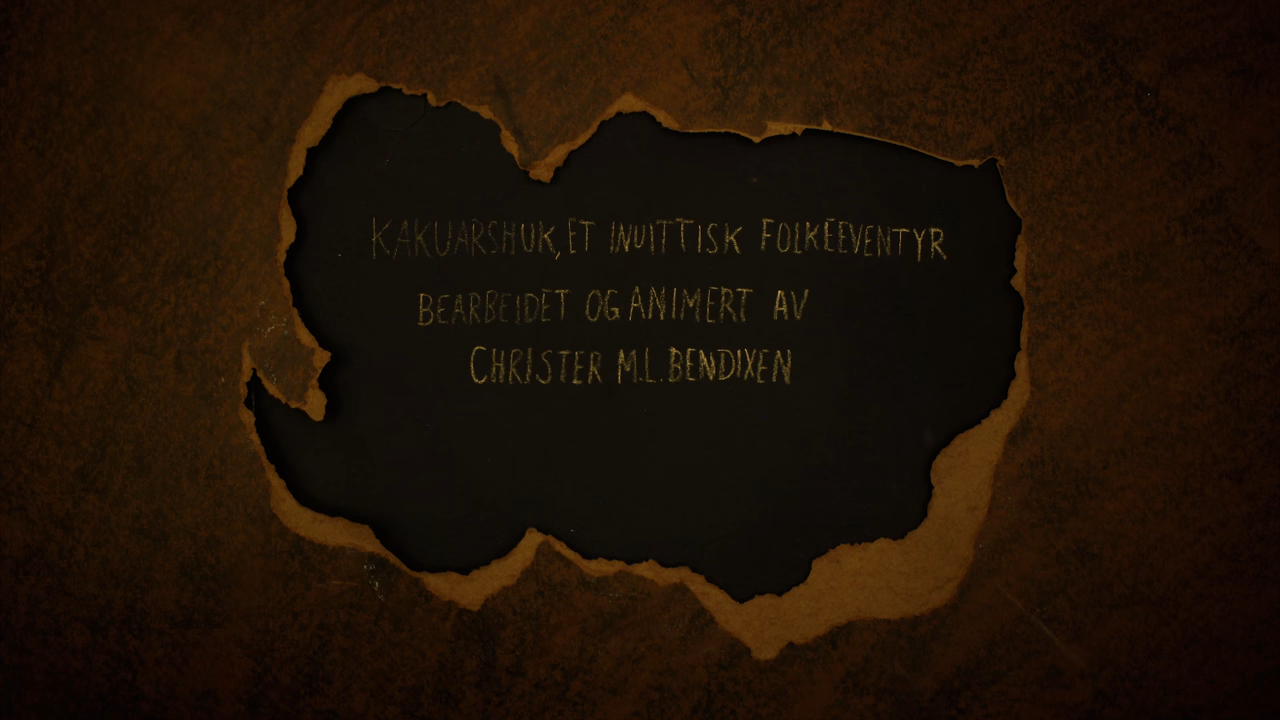 KAKUARSHUK, ET INUITTISK FOLKEEVENTYR
BEARBEIDET OG ANIMERT AV
CHRISTER M.L. BENDIXEN